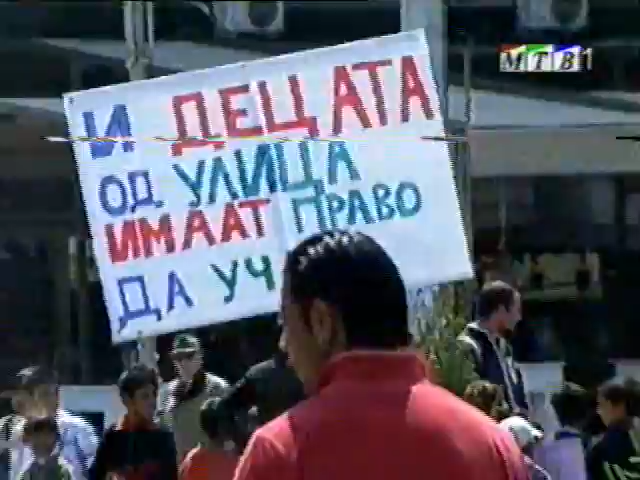 МТВ1
И ДЕЦАТА
ОД УЛИЦА
ИМААТ ПРАВО
ДА УЧ